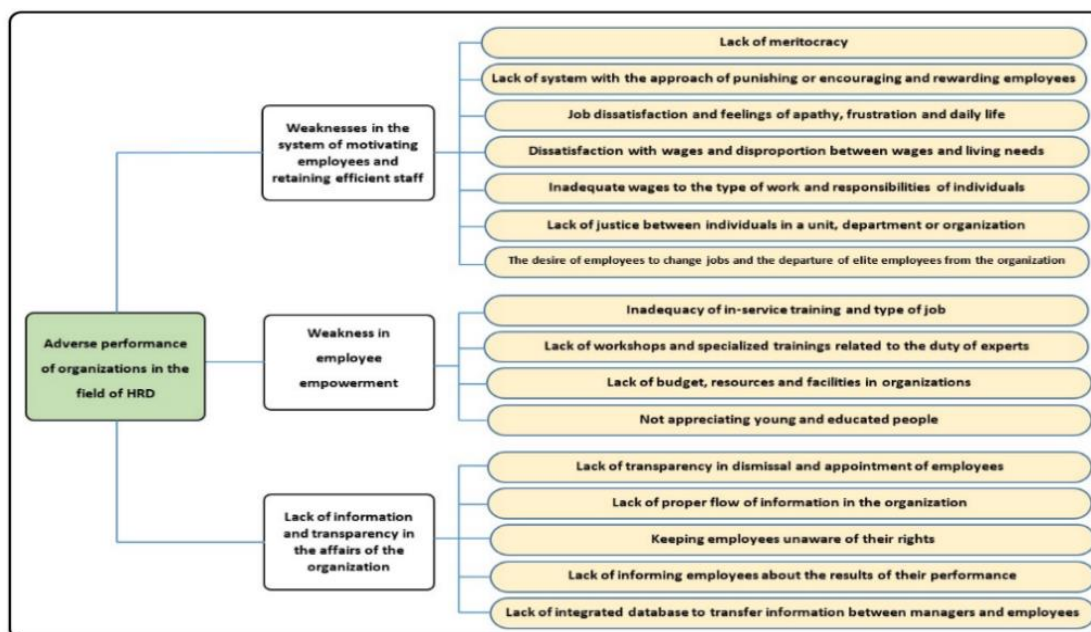 Lack of meritocracy
Lack of system with the approach of punishing or encouraging and rewarding employees
Weaknesses in the
system of motivating
employees and
retaining efficient staff
Job dissatisfaction and feelings of apathy, frustration and daily life
Dissatisfaction with wages and disproportion between wages and living needs
Inadequate wages to the type of work and responsibilities of individuals
Lack of justice between individuals in a unit, department or organization
The desire of employees to change jobs and the departure of elite employees from the organization
Adverse performance
of organizations in the
field of HRD
Weakness in
employee
empowerment
Inadequacy of in-service training and type of job
Lack of workshops and specialized trainings related to the duty of experts
Lack of budget, resources and facilities in organizations
Not appreciating young and educated people
Lack of information
and transparency in
the affairs of the
organization
Lack of transparency in dismissal and appointment of employees
Lack of proper flow of information in the organization
Keeping employees unaware of their rights
Lack of informing employees about the results of their performance
Lack of integrated database to transfer information between managers and employees